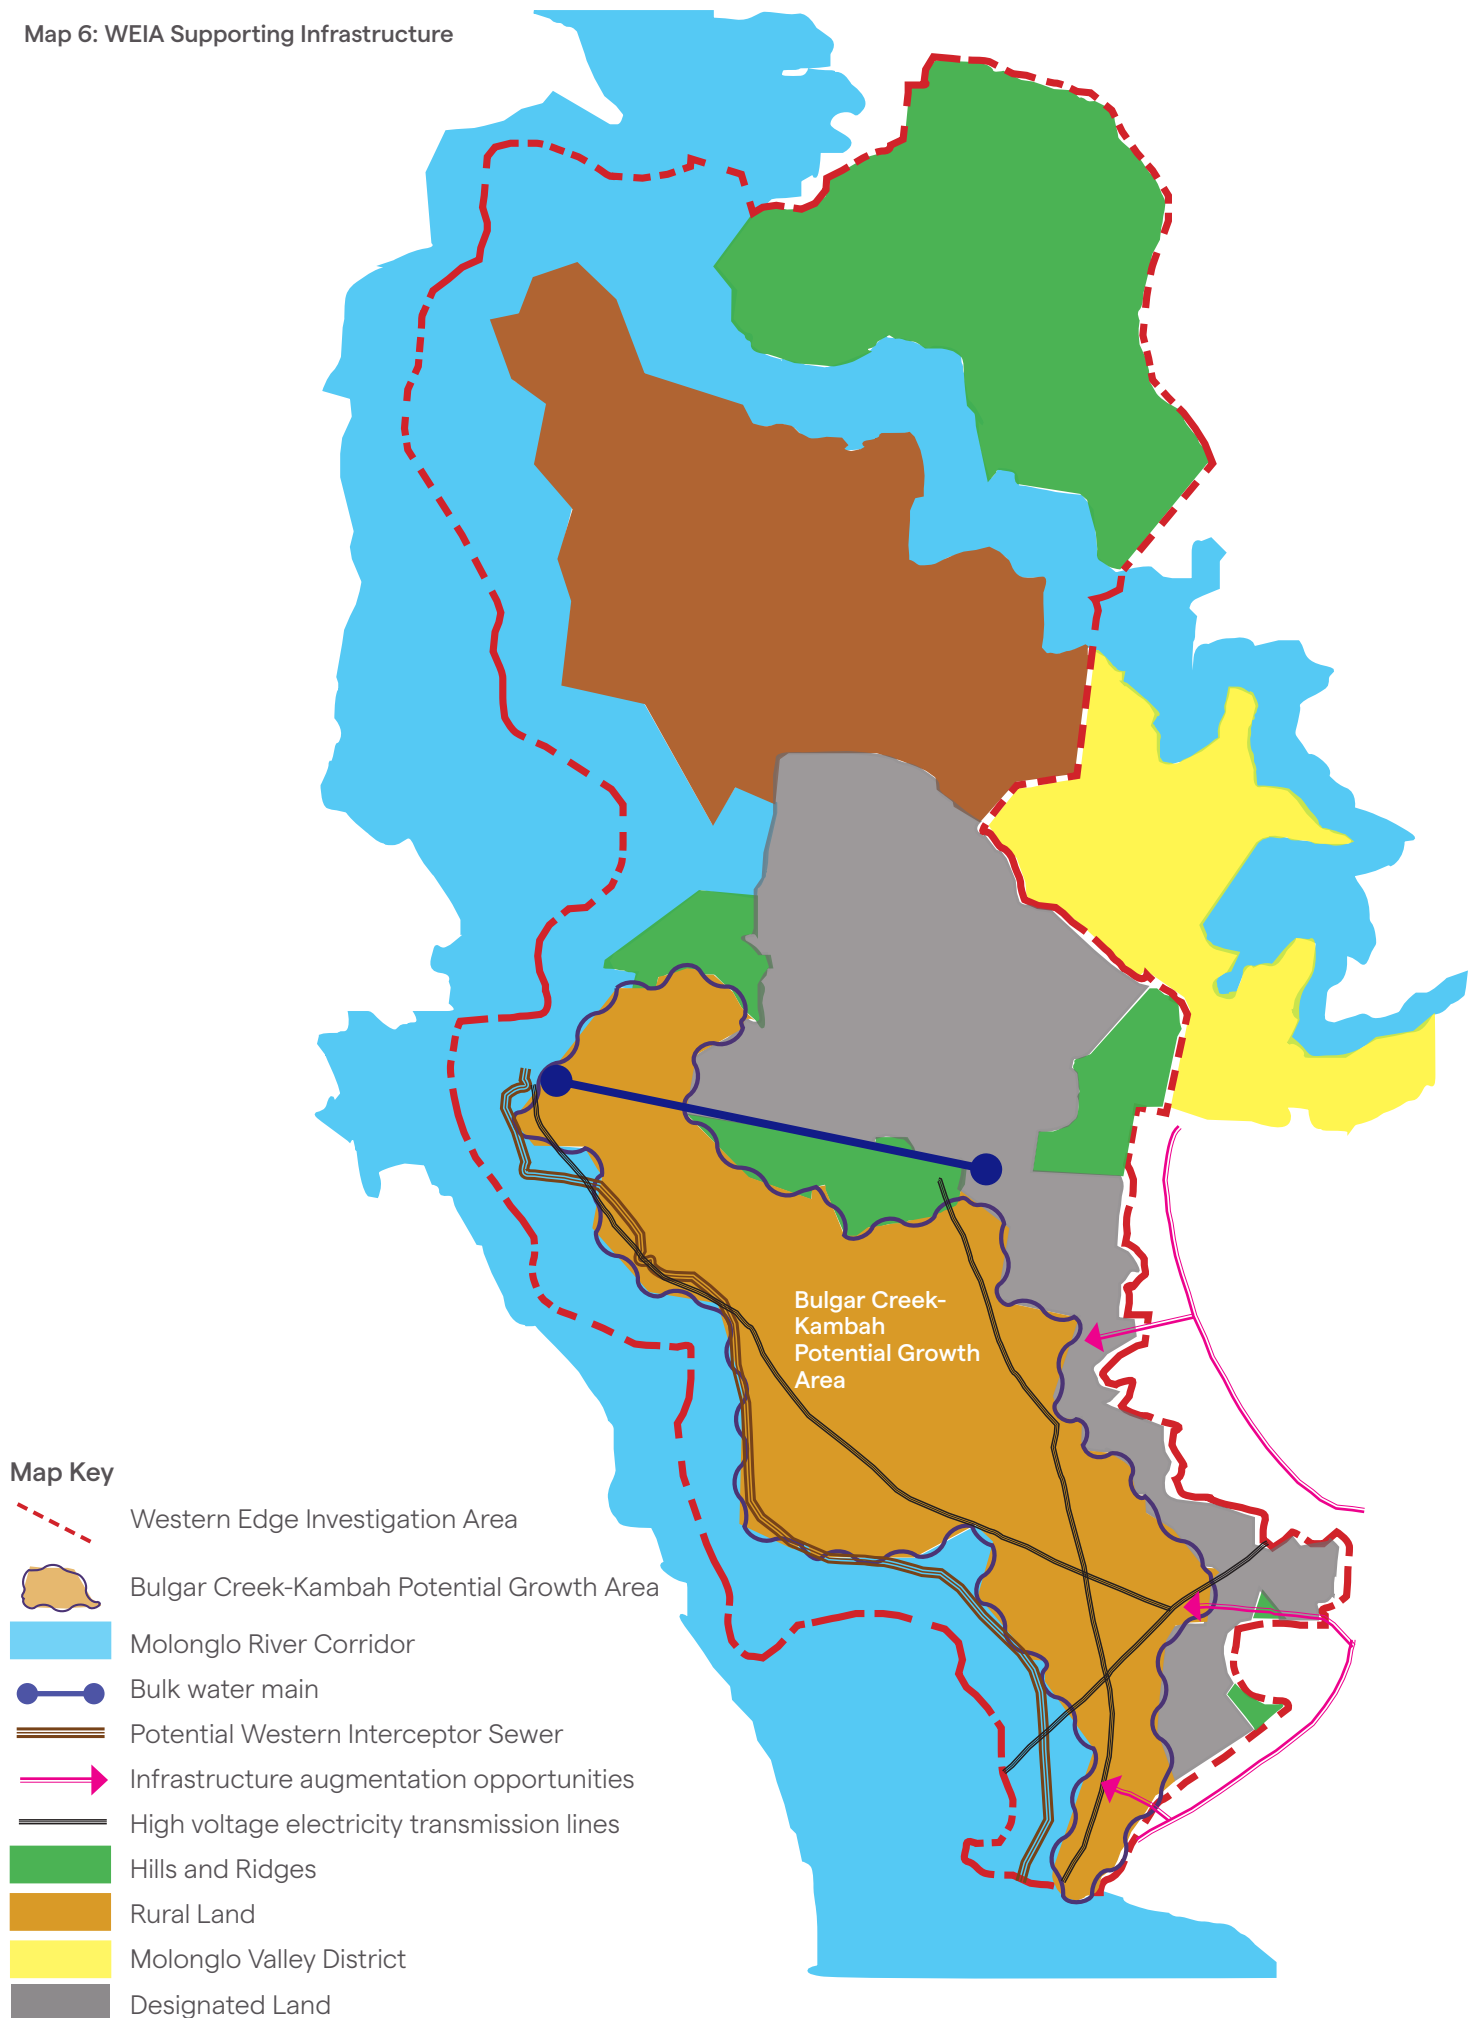 Map 6: WEIA Supporting Infrastructure
Bulgar Creek-
Kambah
Potential Growth
Area
Map Key
Western Edge Investigation Area
Bulgar Creek-Kambah Potential Growth Area
Molonglo River Corridor
Bulk water main
Potential Western Interceptor Sewer
Infrastructure augmentation opportunities
High voltage electricity transmission lines
Hills and Ridges
Rural Land
Molonglo Valley District
Designated Land